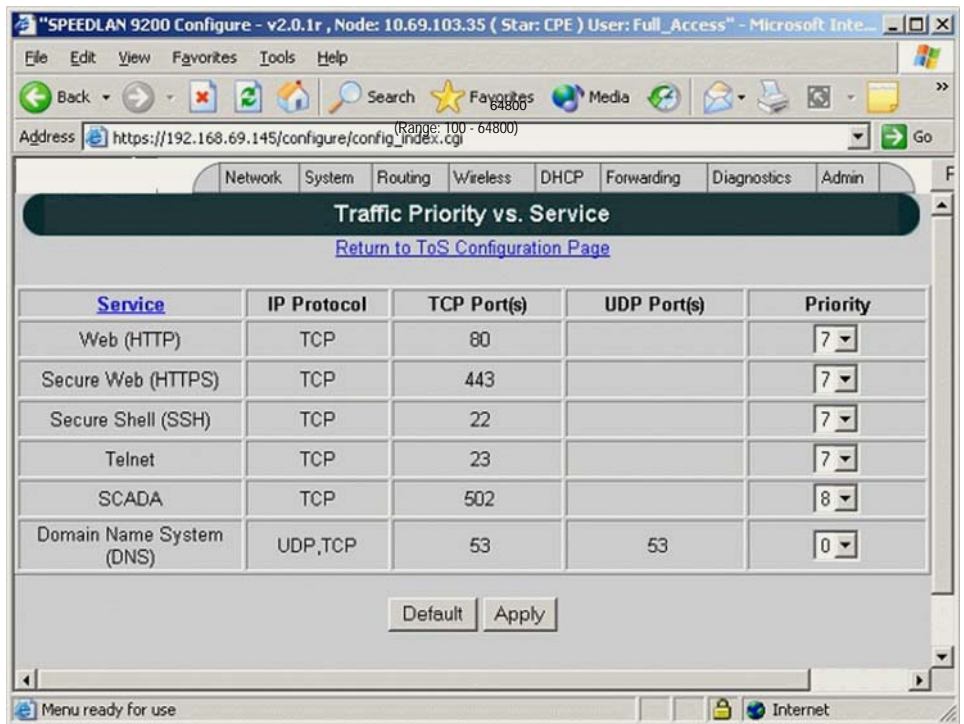 "SPEEDLAN 9200 Configure - v2.0.1r , Node: 10.69.103.35 ( Star: CPE ) User: Full_Access" - Microsoft Inte...
File Edit View Favorites Tools Help
Back Search Favorites Media
64800
(Range: 100 - 64800)
Address https://192.168.69.145/configure/config_index.cgi Go
Network System Routing Wireless DHCP Forwarding Diagnostics Admin F
Traffic Priority vs. Service
Return to ToS Configuration Page
Service IP Protocol TCP Port(s) UDP Port(s) Priority
Web (HTTP) TCP 80 7
Secure Web (HTTPS) TCP 443 7
Secure Shell (SSH) TCP 22 7
Telnet TCP 23 7
SCADA TCP 502 8
Domain Name System (DNS) UDP,TCP 53 53 0
Default Apply
Menu ready for use Internet